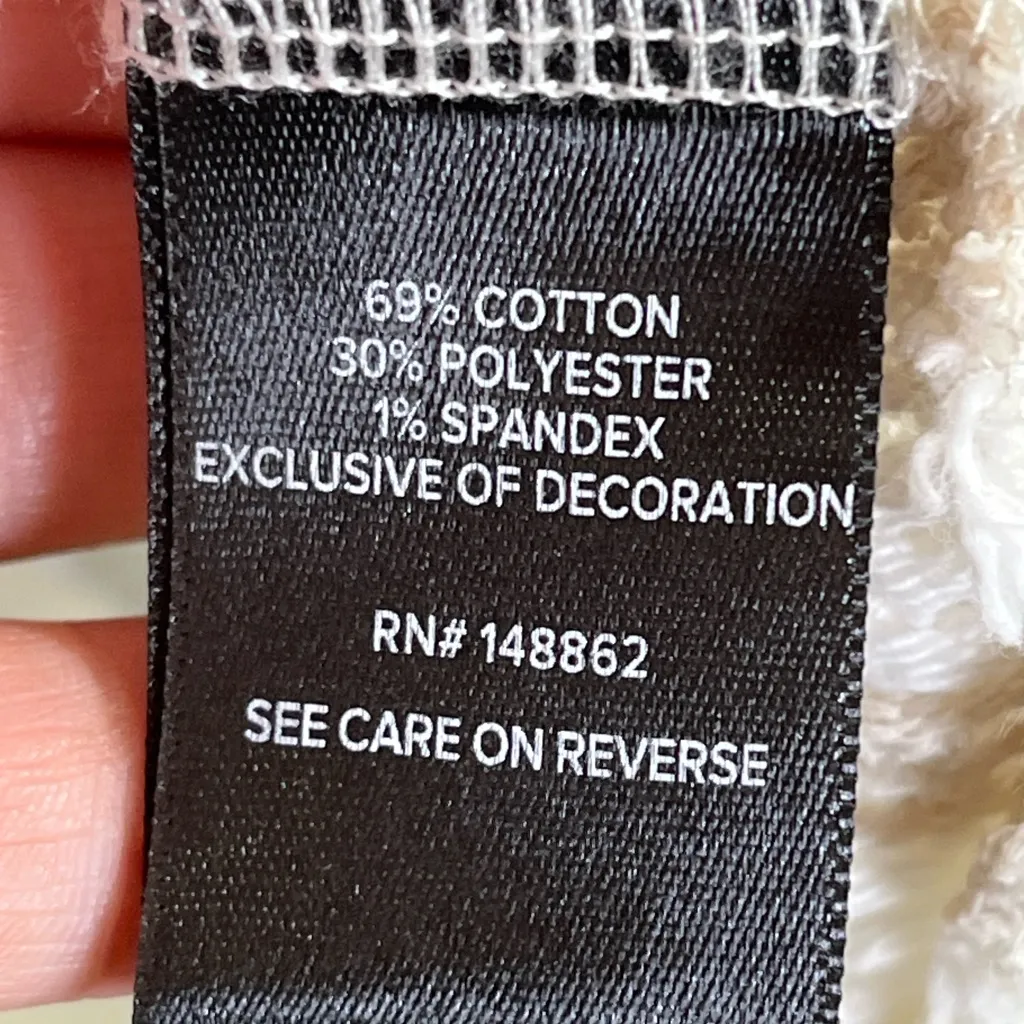 69% COTTON
30% POLYESTER
1% SPANDEX
EXCLUSIVE OF DECORATION
RN# 148862
SEE CARE ON REVERSE